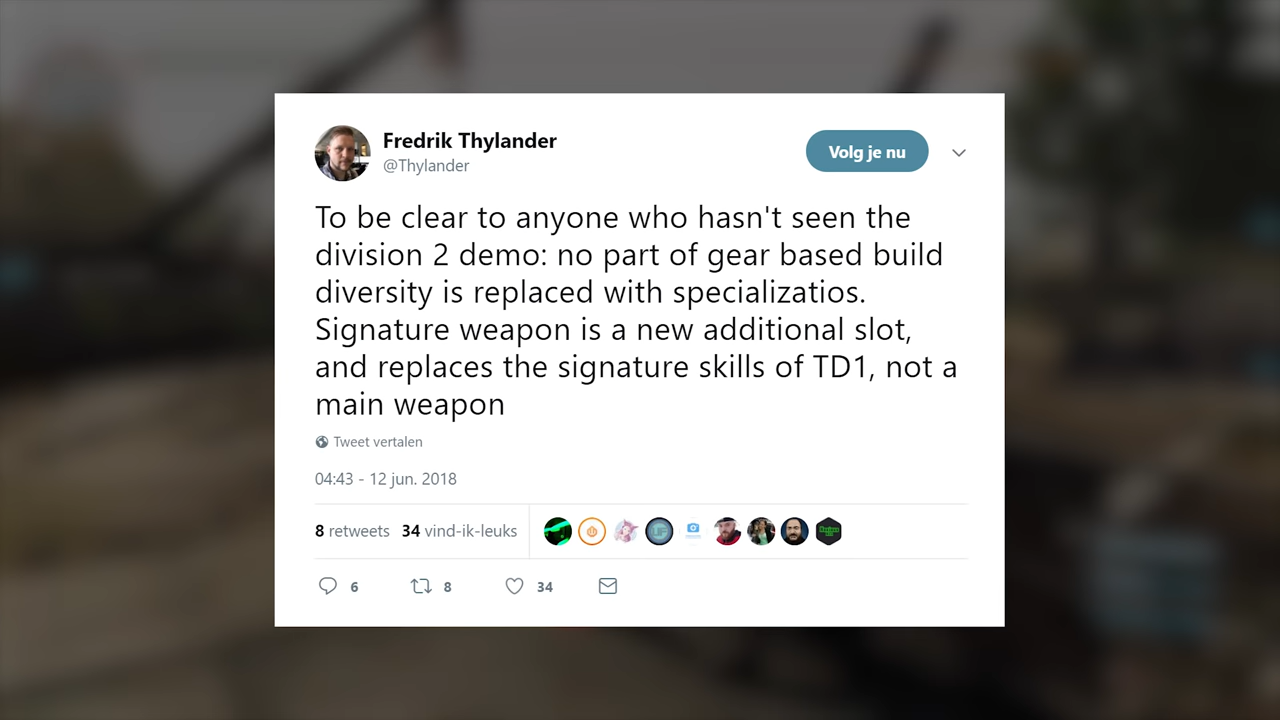 Fredrik Thylander
@Thylander
Volg je nu
To be clear to anyone who hasn't seen the
division 2 demo: no part of gear based build
diversity is replaced with specializatios.
Signature weapon is a new additional slot,
and replaces the signature skills of TD1, not a
main weapon
Tweet vertalen
04:43 - 12 jun. 2018
8 retweets 34 vind-ik-leuks
6 8 34